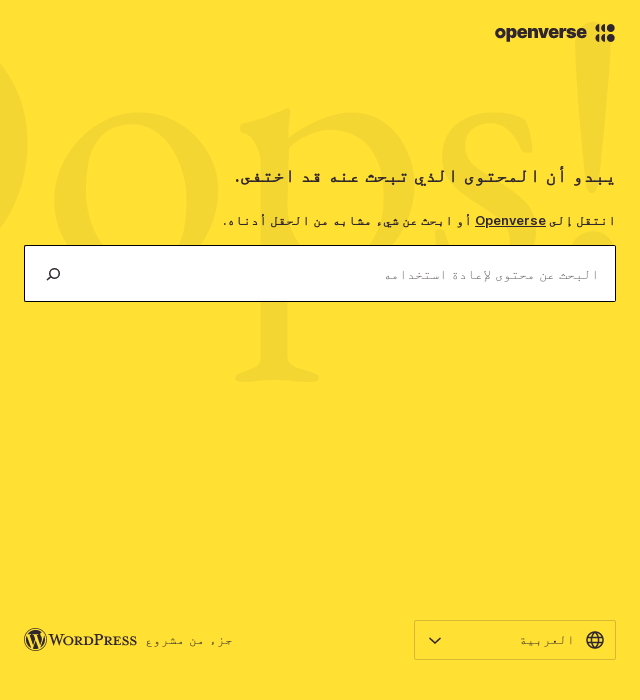 openverse
Oops!
يبدو أن المحتوى الذي تبحث عنه قد اختفى.
انتقل إلى Openverse أو ابحث عن شيء مشابه من الحقل أدناه.
البحث عن محتوى لإعادة استخدامه
العربية
جزء من مشروع WORDPRESS